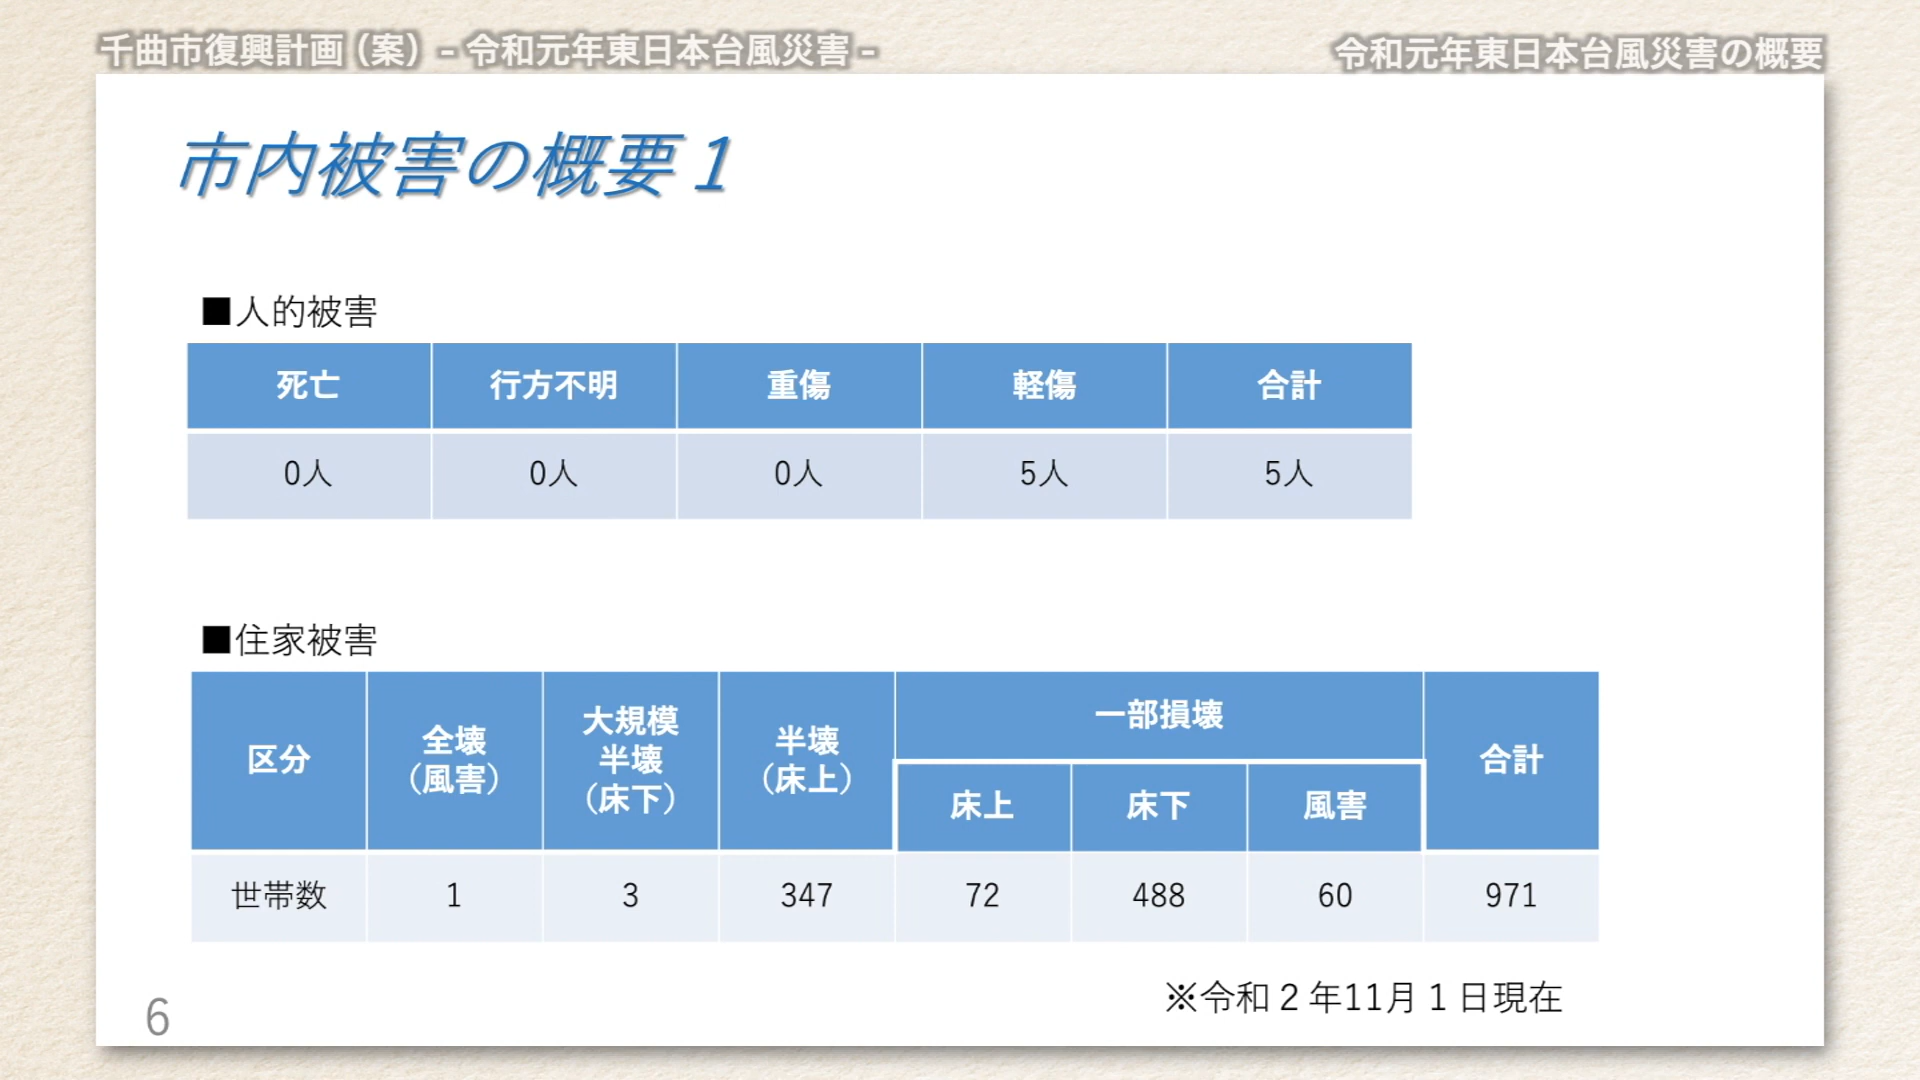 千曲市復興計画（案）- 令和元年東日本台風災害 -
令和元年東日本台風災害の概要
市内被害の概要１
■人的被害
死亡 行方不明 重傷 軽傷 合計
0人 0人 0人 5人 5人
■住家被害
区分 全壊（風害） 大規模半壊（床下） 半壊（床上） 一部損壊 合計
床上 床下 風害
世帯数 1 3 347 72 488 60 971
※令和２年11月１日現在
6